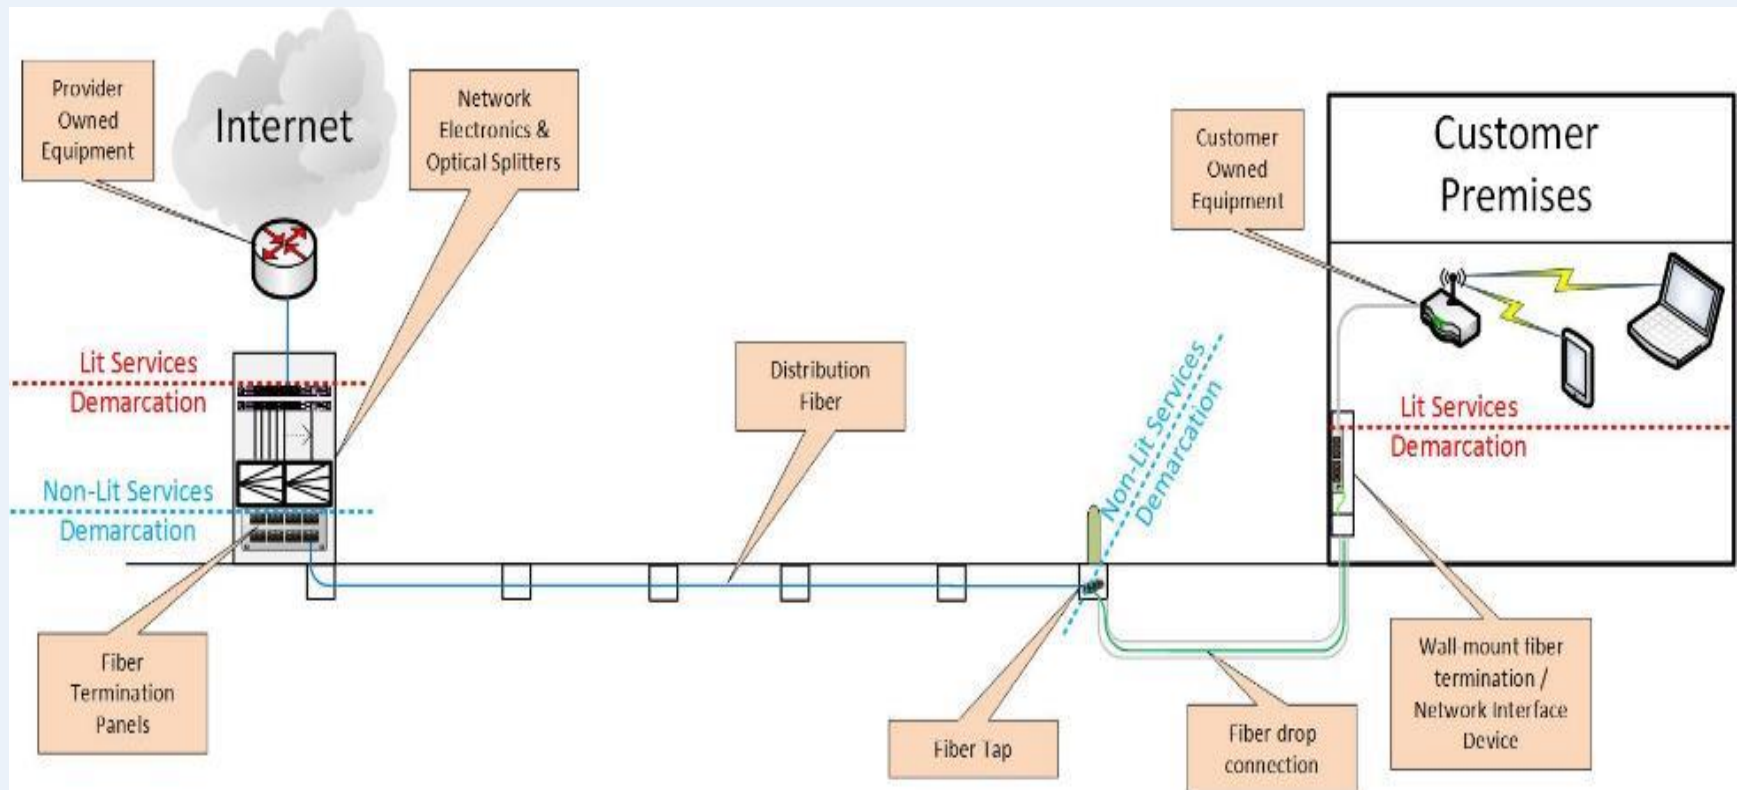 Provider
Owned
Equipment
Internet
Network
Electronics &
Optical Splitters
Customer
Owned
Equipment
Customer
Premises
Lit Services
Demarcation
Non-Lit Services
Demarcation
Distribution
Fiber
Non-Lit Services
Demarcation
Lit Services
Demarcation
Fiber
Termination
Panels
Fiber Tap
Fiber drop
connection
Wall-mount fiber
termination /
Network Interface
Device